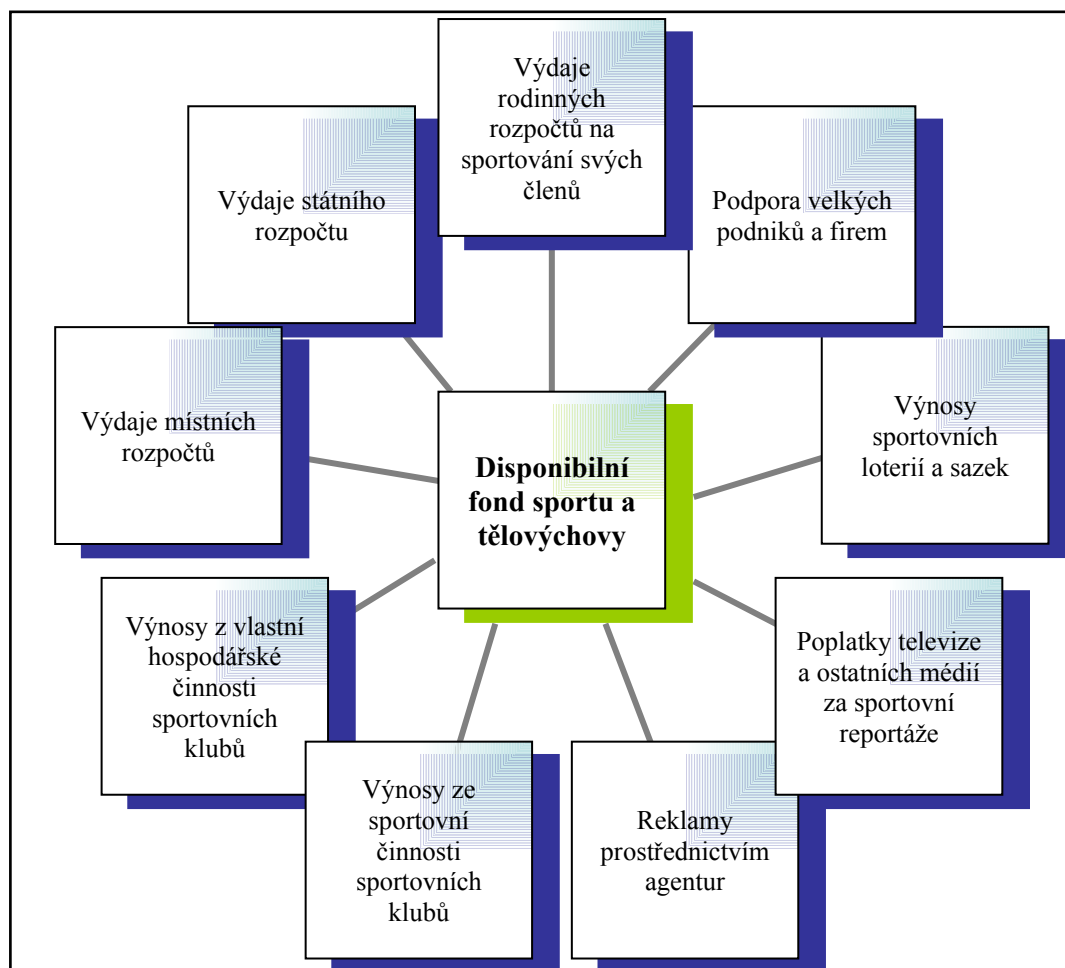 Výdaje
rodinných
rozpočtů na
sportování svých
členů
Výdaje státního
rozpočtu
Podpora velkých
podniků a firem
Výdaje místních
rozpočtů
Výnosy
sportovních
loterií a sazek
Disponibilní
fond sportu a
tělovýchovy
Výnosy z vlastní
hospodářské
činnosti
sportovních
klubů
Poplatky televize
a ostatních médií
za sportovní
reportáže
Výnosy ze
sportovní
činnosti
sportovních
klubů
Reklamy
prostřednictvím
agentur